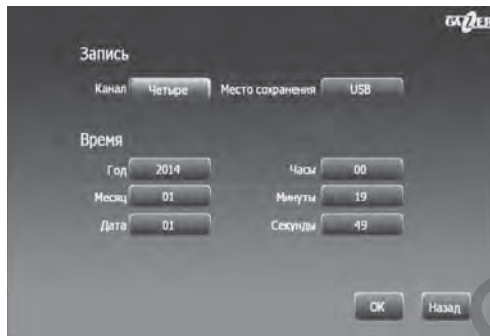 GAZER
Запись
Канал Четыре Место сохранения USB
Время
Год 2014 Часы 00
Месяц 01 Минуты 19
Дата 01 Секунды 49
OK Назад